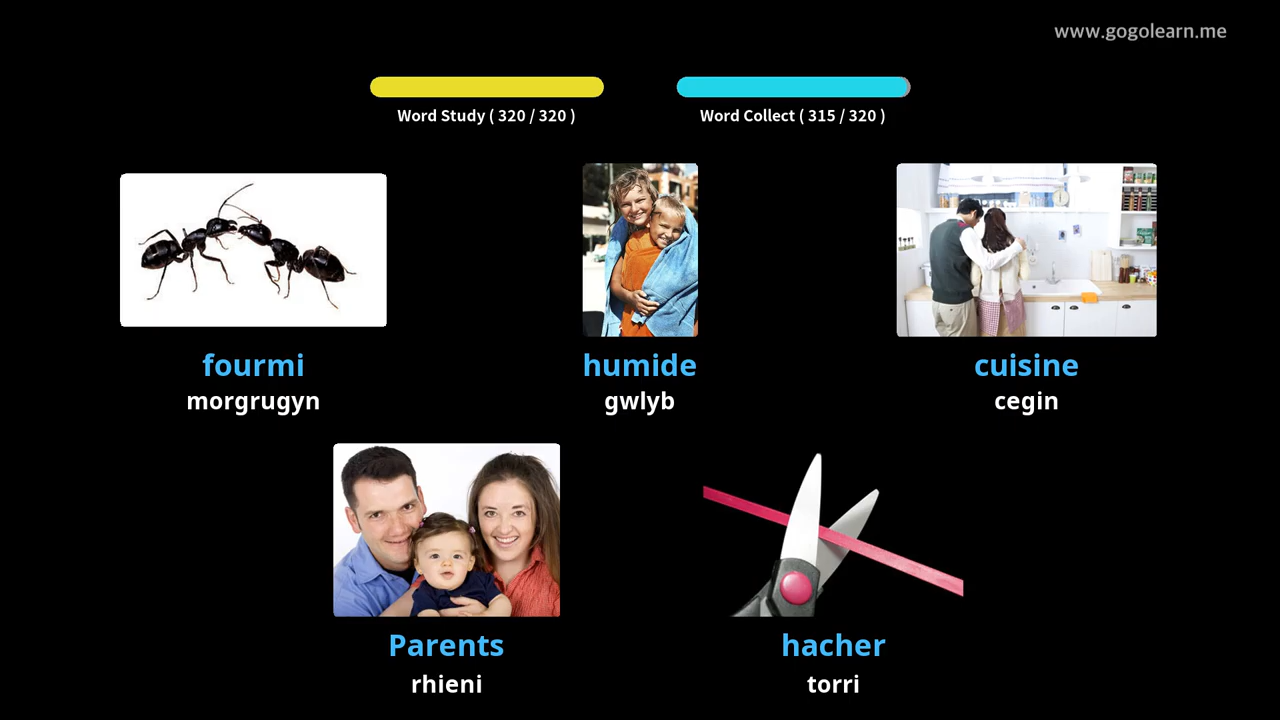 www.gogolearn.me
Word Study ( 320 / 320 )
Word Collect ( 315 / 320 )
fourmi
morgrugyn
humide
gwlyb
cuisine
cegin
Parents
rhieni
hacher
torri